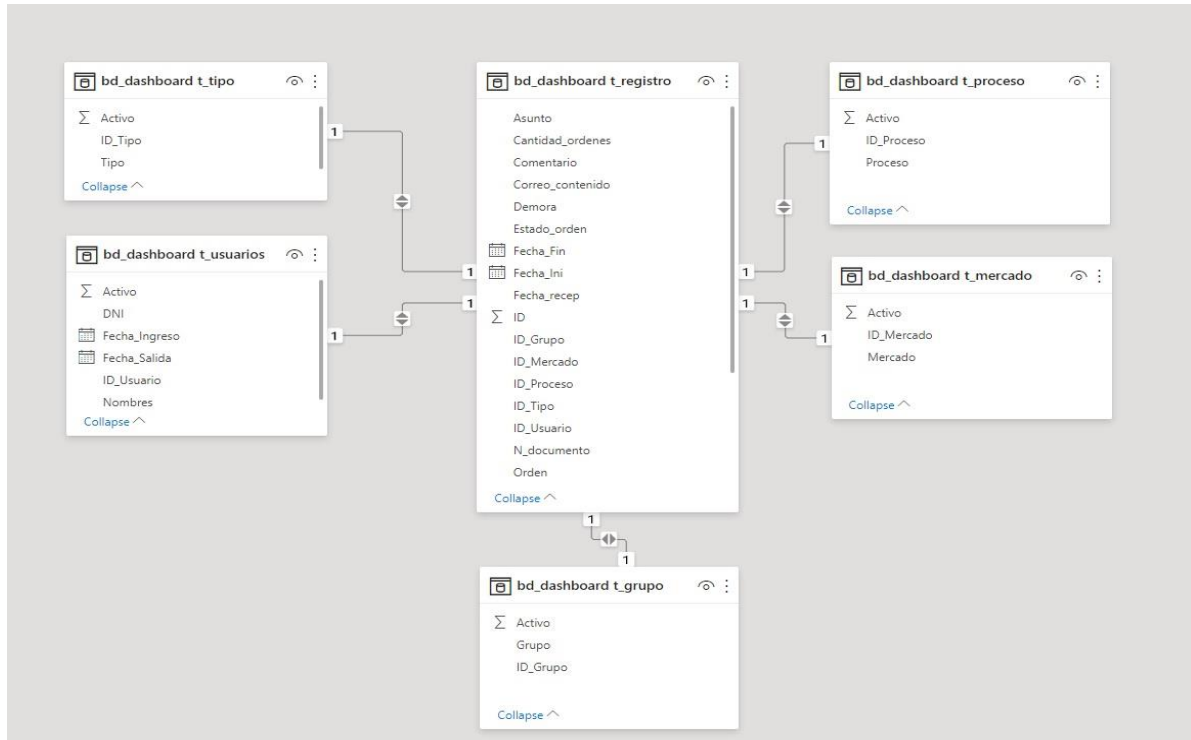 bd_dashboard t_tipo
Activo
ID_Tipo
Tipo
Collapse
1
bd_dashboard t_usuarios
Activo
DNI
Fecha_Ingreso
Fecha_Salida
ID_Usuario
Nombres
Collapse
1
bd_dashboard t_registro
Asunto
Cantidad_ordenes
Comentario
Correo_contenido
Demora
Estado_orden
Fecha_Fin
Fecha_Ini
Fecha_recep
ID
ID_Grupo
ID_Mercado
ID_Proceso
ID_Tipo
ID_Usuario
N_documento
Orden
Collapse
1
1
1
1
1
bd_dashboard t_proceso
Activo
ID_Proceso
Proceso
Collapse
1
bd_dashboard t_mercado
Activo
ID_Mercado
Mercado
Collapse
1
bd_dashboard t_grupo
Activo
Grupo
ID_Grupo
Collapse
1